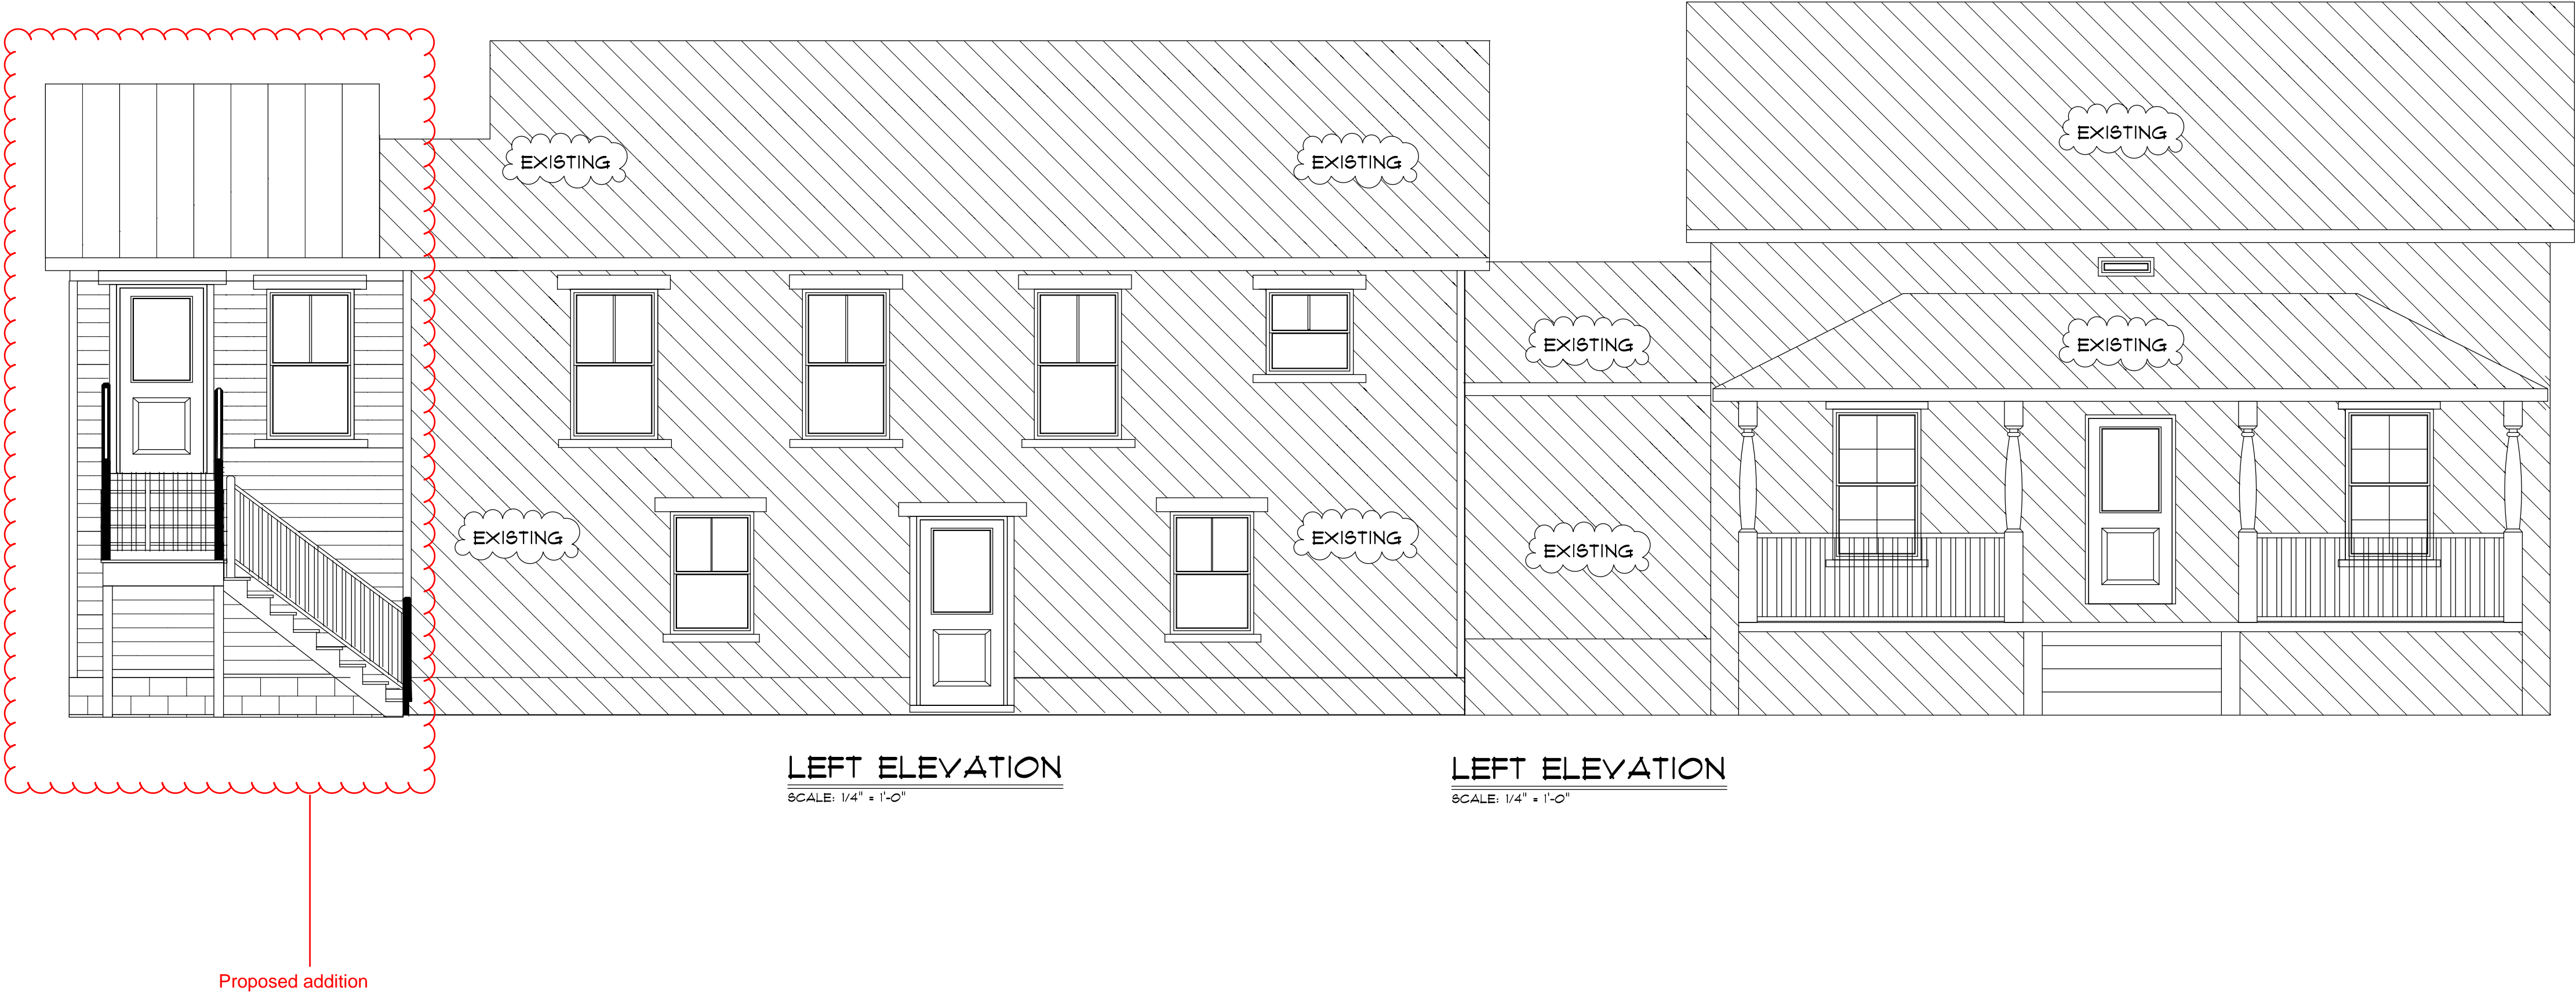 EXISTING
EXISTING
EXISTING
EXISTING
EXISTING
EXISTING
EXISTING
EXISTING
EXISTING
LEFT ELEVATION
SCALE: 1/4" = 1'-0"
LEFT ELEVATION
SCALE: 1/4" = 1'-0"
Proposed addition